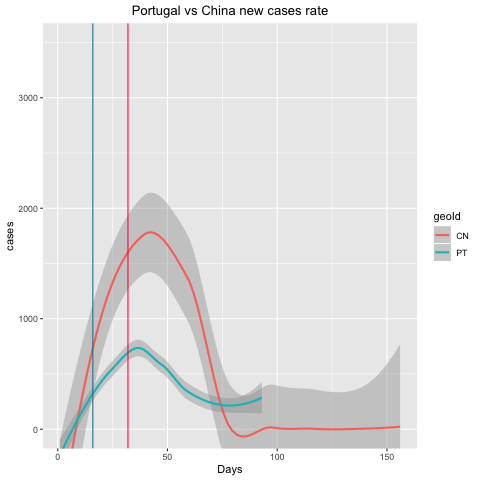 Portugal vs China new cases rate
3000
2000
1000
0
cases
0 50 100 150
Days
geoId
CN
PT